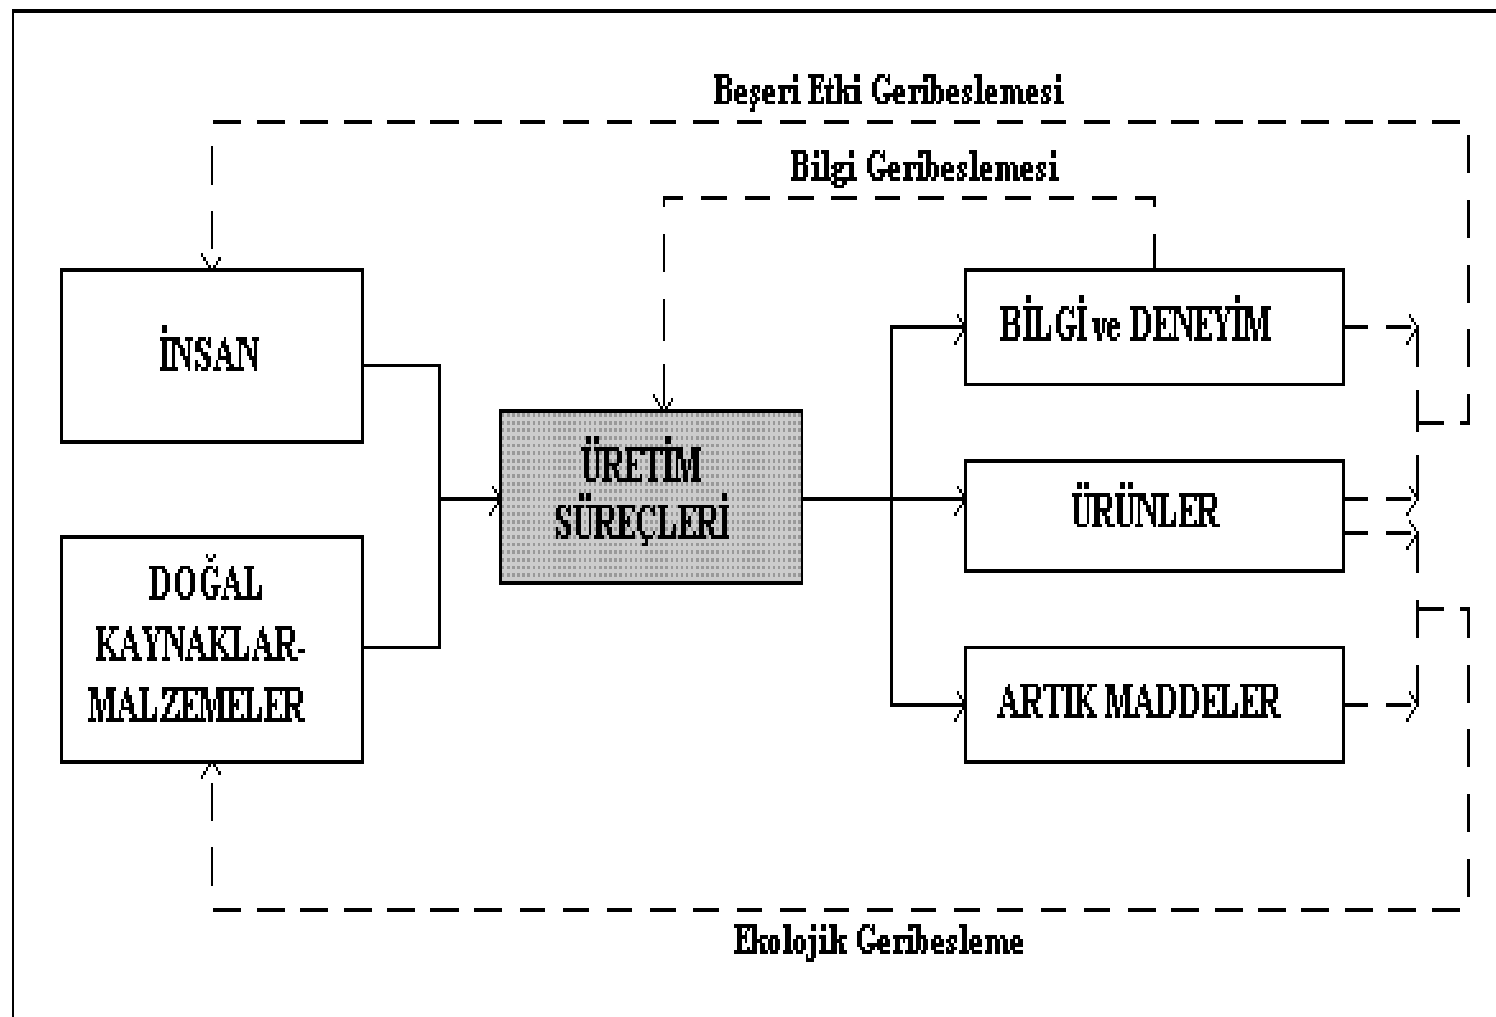 Beşeri Etki Geribeslemesi
Bilgi Geribeslemesi
İNSAN
BİLGİ ve DENEYİM
ÜRETİM
SÜREÇLERİ
ÜRÜNLER
DOĞAL
KAYNAKLAR-
MALZEMELER
ARTIK MADDELER
Ekolojik Geribesleme